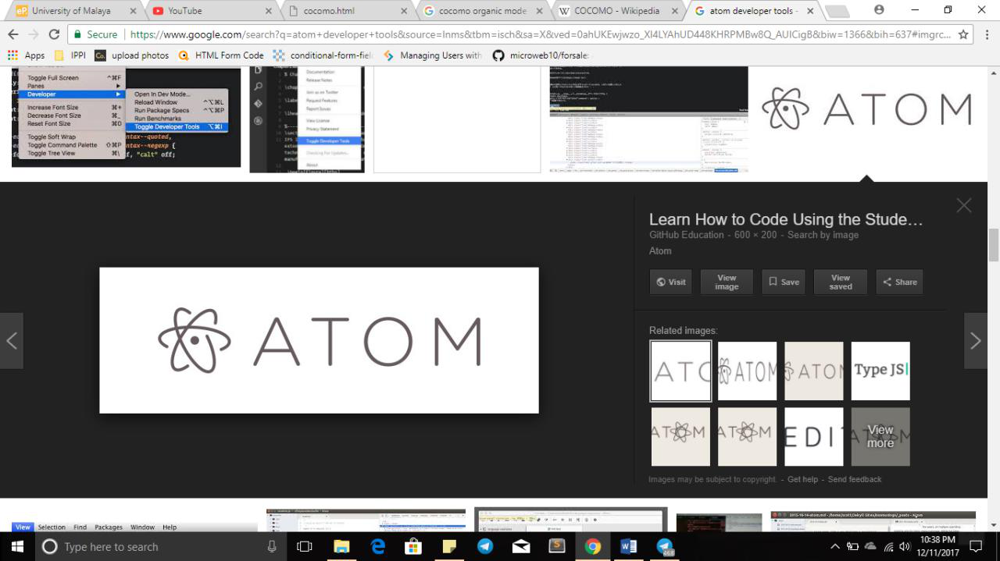 University of Malaya
YouTube
cocomo.html
cocomo organic mode
COCOMO - Wikipedia
atom developer tools -
Secure
https://www.google.com/search?q=atom+developer+tools&source=lnms&tbm=isch&sa=X&ved=0ahUKEwjwzo_Xl4LYAhUD448KHRPMBw8Q_AUICigB&biw=1366&bih=637#imgrc...
Apps
IPPI
upload photos
HTML Form Code
conditional-form-fiel
Managing Users with
microweb10/forsale:
Toggle Full Screen ^⌘F
Panes
Developer
Increase Font Size ⌘+
Decrease Font Size ⌘_
Reset Font Size ⌘0
Soft Wrap
Toggle Command Palette ⇧⌘P
Toggle Tree View
Open In Dev Mode...
Reload Window ^⌥⌘L
Run Package Specs ^⌥⌘P
Run Benchmarks
Toggle Developer Tools ⌥⌘I
"calt" off;
Documentation
Release Notes
Join us on Twitter
Request Features
Report Issues
View License
Privacy Statement
Toggle Developer Tools
Checking For Updates...
About
ATOM
ATOM
Learn How to Code Using the Stude...
GitHub Education - 600 × 200 - Search by image
Atom
Visit
View image
Save
View saved
Share
Related images:
ATO
ATOM
ATOM
Type JS
ATOM
ATOM
EDIT
View more
Images may be subject to copyright. - Get help - Send feedback
View Selection Find Packages Window Help
Type here to search
10:38 PM
12/11/2017